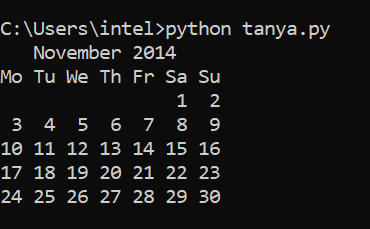 C:\Users\intel>python tanya.py
   November 2014
Mo Tu We Th Fr Sa Su
                1  2
 3  4  5  6  7  8  9
10 11 12 13 14 15 16
17 18 19 20 21 22 23
24 25 26 27 28 29 30